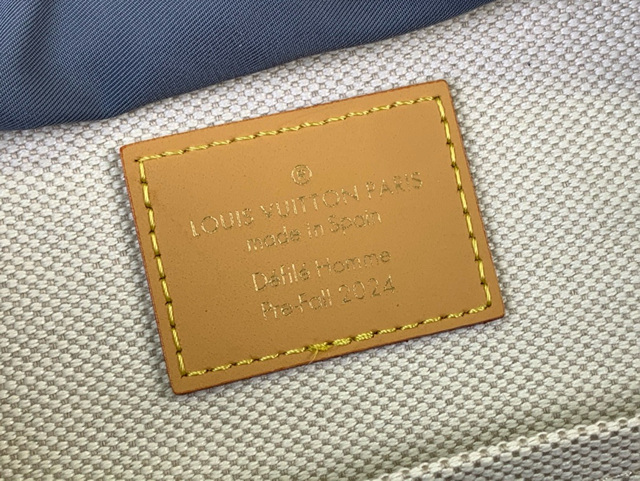 ®
LOUIS VUITTON PARIS
made in Spain
Défilé Homme
Pre-Fall 2024